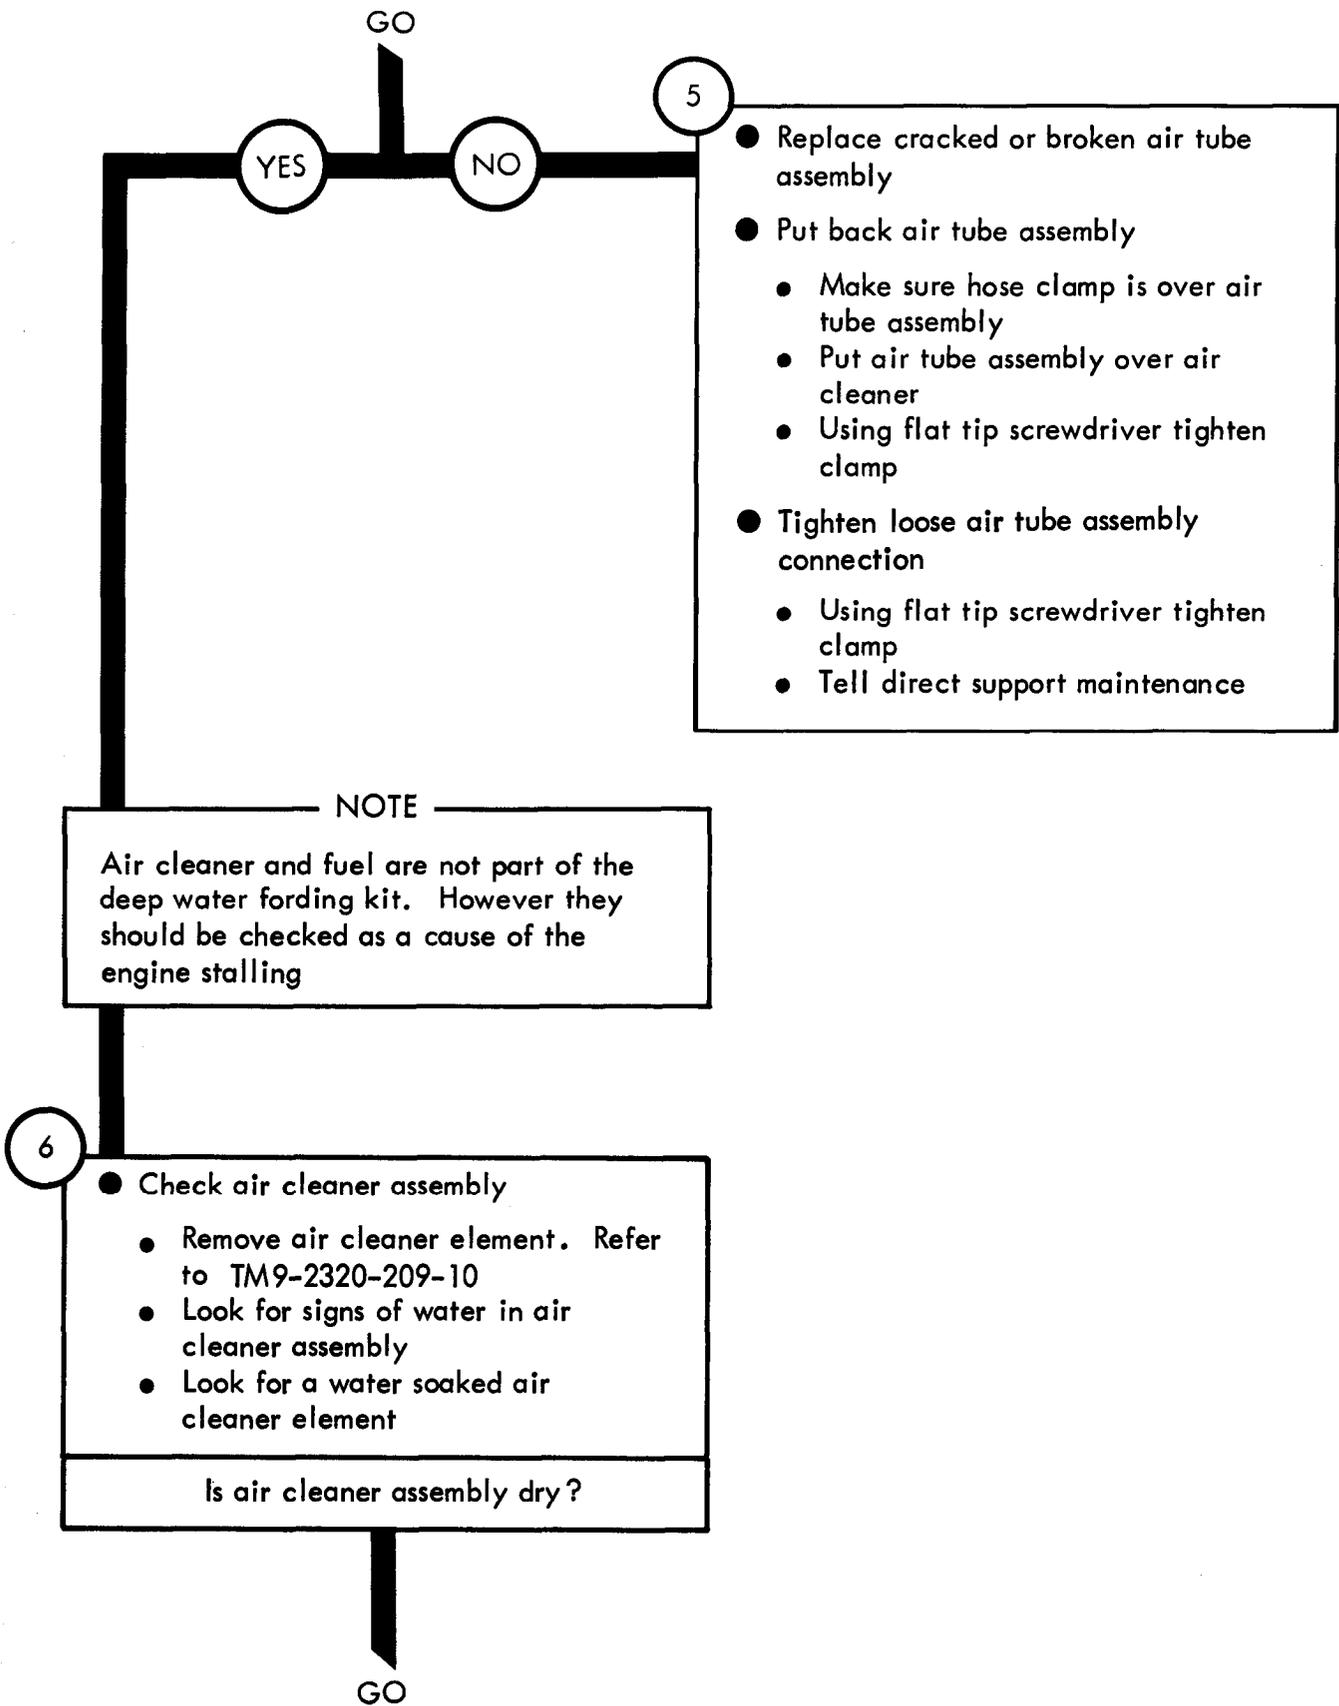 GO
YES
NO
5
● Replace cracked or broken air tube
assembly
● Put back air tube assembly
● Make sure hose clamp is over air
tube assembly
● Put air tube assembly over air
cleaner
● Using flat tip screwdriver tighten
clamp
● Tighten loose air tube assembly
connection
● Using flat tip screwdriver tighten
clamp
● Tell direct support maintenance
NOTE
Air cleaner and fuel are not part of the
deep water fording kit. However they
should be checked as a cause of the
engine stalling
6
● Check air cleaner assembly
● Remove air cleaner element. Refer
to TM9-2320-209-10
● Look for signs of water in air
cleaner assembly
● Look for a water soaked air
cleaner element
Is air cleaner assembly dry?
GO